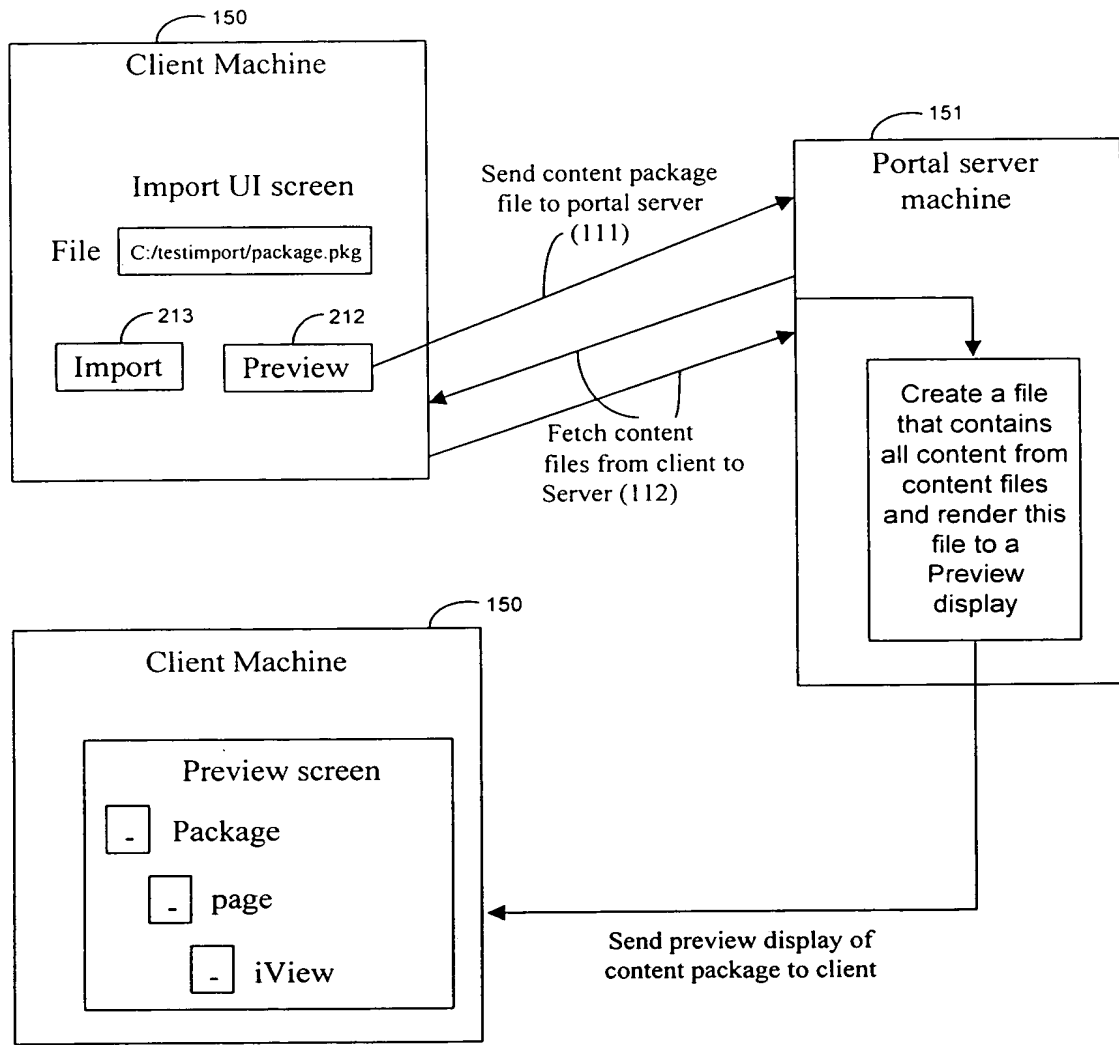 150
Client Machine
Import UI screen
File C:/testimport/package.pkg
213
Import
212
Preview
Send content package
file to portal server
(111)
Fetch content
files from client to
Server (112)
151
Portal server
machine
Create a file
that contains
all content from
content files
and render this
file to a
Preview
display
150
Client Machine
Preview screen
- Package
- page
- iView
Send preview display of
content package to client